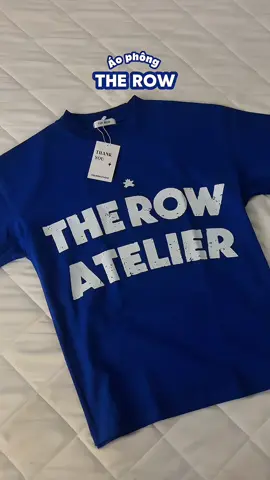 Áo phông
THE ROW
THANK
YOU
THE ROW
ATELIER